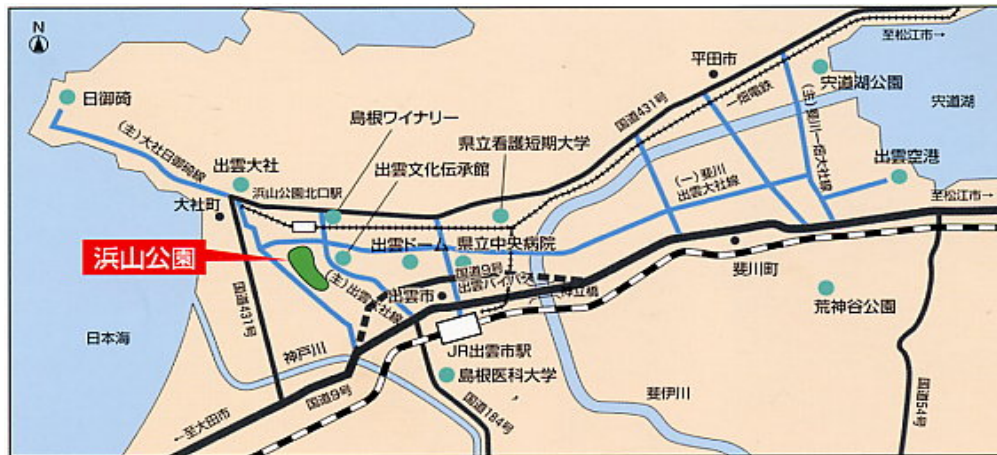 N
至松江市→
平田市
宍道湖公園
一畑電鉄
国道431号
宍道湖
日御碕
島根ワイナリー
県立看護短期大学
(主)斐川一畑大社線
(主)大社日御碕線
出雲大社
出雲文化伝承館
(一)斐川
出雲大社線
出雲空港
浜山公園北口駅
大社町
至松江市→
浜山公園
出雲ドーム
県立中央病院
国道9号
出雲バイパス
斐川町
(主)出雲大社線
出雲市
神立橋
荒神谷公園
国道431号
日本海
神戸川
JR出雲市駅
島根医科大学
斐伊川
国道9号
国道184号
国道54号
←至大田市